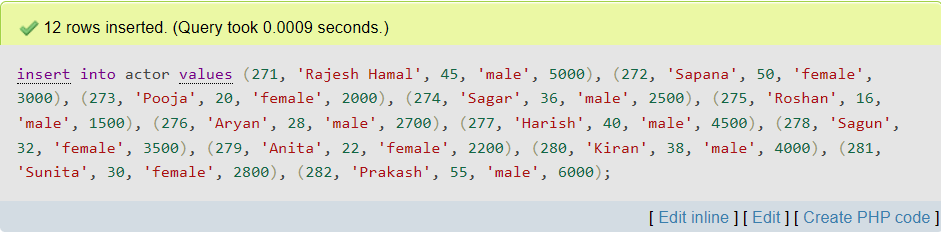 12 rows inserted. (Query took 0.0009 seconds.)
insert into actor values (271, 'Rajesh Hamal', 45, 'male', 5000), (272, 'Sapana', 50, 'female',
3000), (273, 'Pooja', 20, 'female', 2000), (274, 'Sagar', 36, 'male', 2500), (275, 'Roshan', 16,
'male', 1500), (276, 'Aryan', 28, 'male', 2700), (277, 'Harish', 40, 'male', 4500), (278, 'Sagun',
32, 'female', 3500), (279, 'Anita', 22, 'female', 2200), (280, 'Kiran', 38, 'male', 4000), (281,
'Sunita', 30, 'female', 2800), (282, 'Prakash', 55, 'male', 6000);
[ Edit inline ] [ Edit ] [ Create PHP code ]